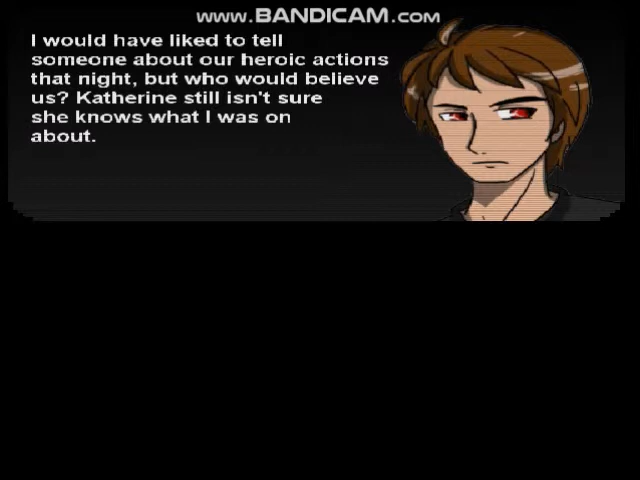 www.BANDICAM.com
I would have liked to tell
someone about our heroic actions
that night, but who would believe
us? Katherine still isn't sure
she knows what I was on
about.